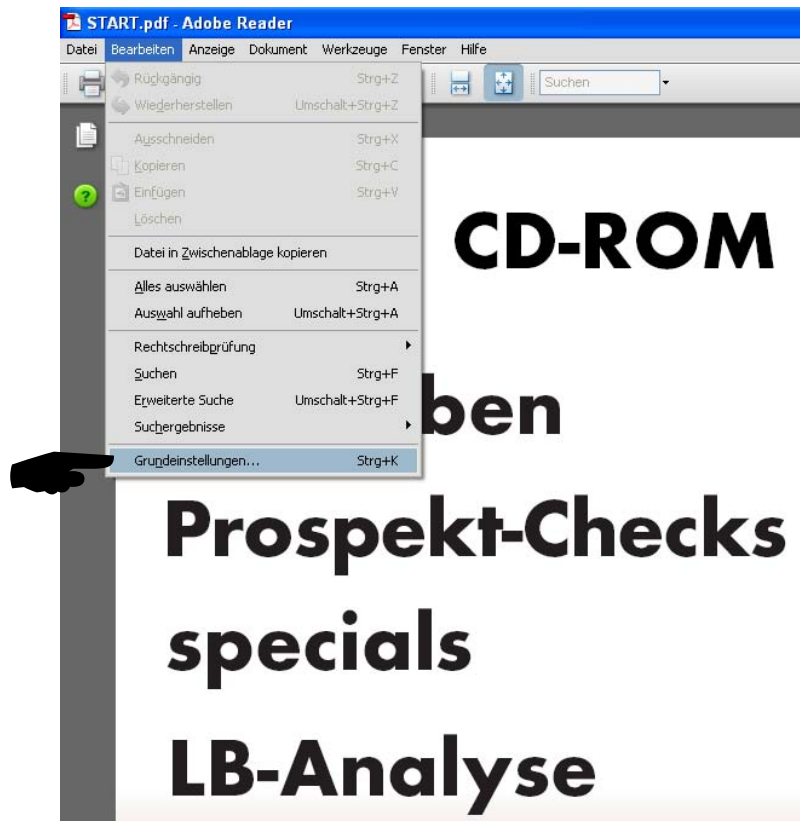 START.pdf - Adobe Reader
Datei Bearbeiten Anzeige Dokument Werkzeuge Fenster Hilfe
Suchen
Rückgängig Strg+Z
Wiederherstellen Umschalt+Strg+Z
Ausschneiden Strg+X
Kopieren Strg+C
Einfügen Strg+V
Löschen
Datei in Zwischenablage kopieren
Alles auswählen Strg+A
Auswahl aufheben Umschalt+Strg+A
Rechtschreibprüfung
Suchen Strg+F
Erweiterte Suche Umschalt+Strg+F
Suchergebnisse
Grundeinstellungen... Strg+K
CD-ROM
ben
Prospekt-Checks
specials
LB-Analyse